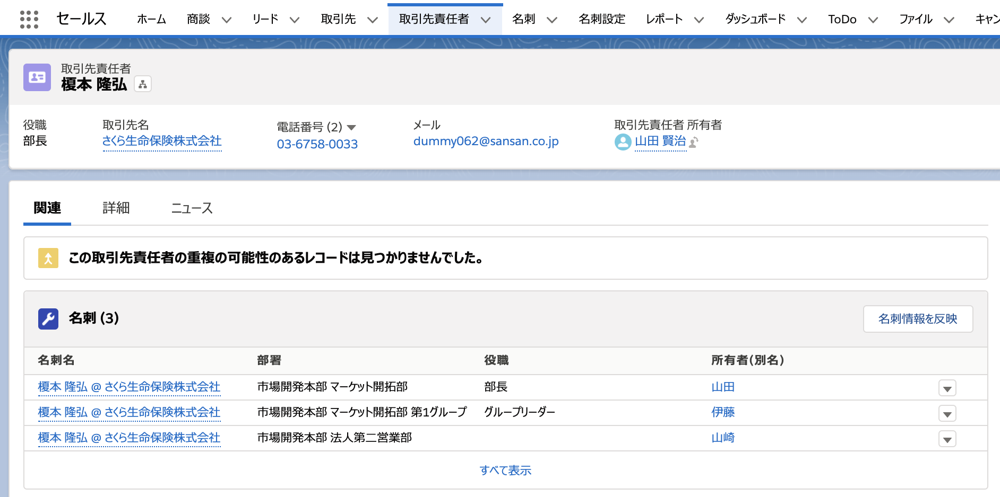 セールス ホーム 商談 リード 取引先 取引先責任者 名刺 名刺設定 レポート ダッシュボード ToDo ファイル キャン
取引先責任者
榎本 隆弘
役職 取引先名 電話番号 (2) メール 取引先責任者 所有者
部長 さくら生命保険株式会社 03-6758-0033 dummy062@sansan.co.jp 山田 賢治
関連 詳細 ニュース
この取引先責任者の重複の可能性のあるレコードは見つかりませんでした。
名刺 (3) 名刺情報を反映
名刺名 部署 役職 所有者(別名)
榎本 隆弘 @ さくら生命保険株式会社 市場開発本部 マーケット開拓部 部長 山田
榎本 隆弘 @ さくら生命保険株式会社 市場開発本部 マーケット開拓部 第1グループ グループリーダー 伊藤
榎本 隆弘 @ さくら生命保険株式会社 市場開発本部 法人第二営業部 山崎
すべて表示